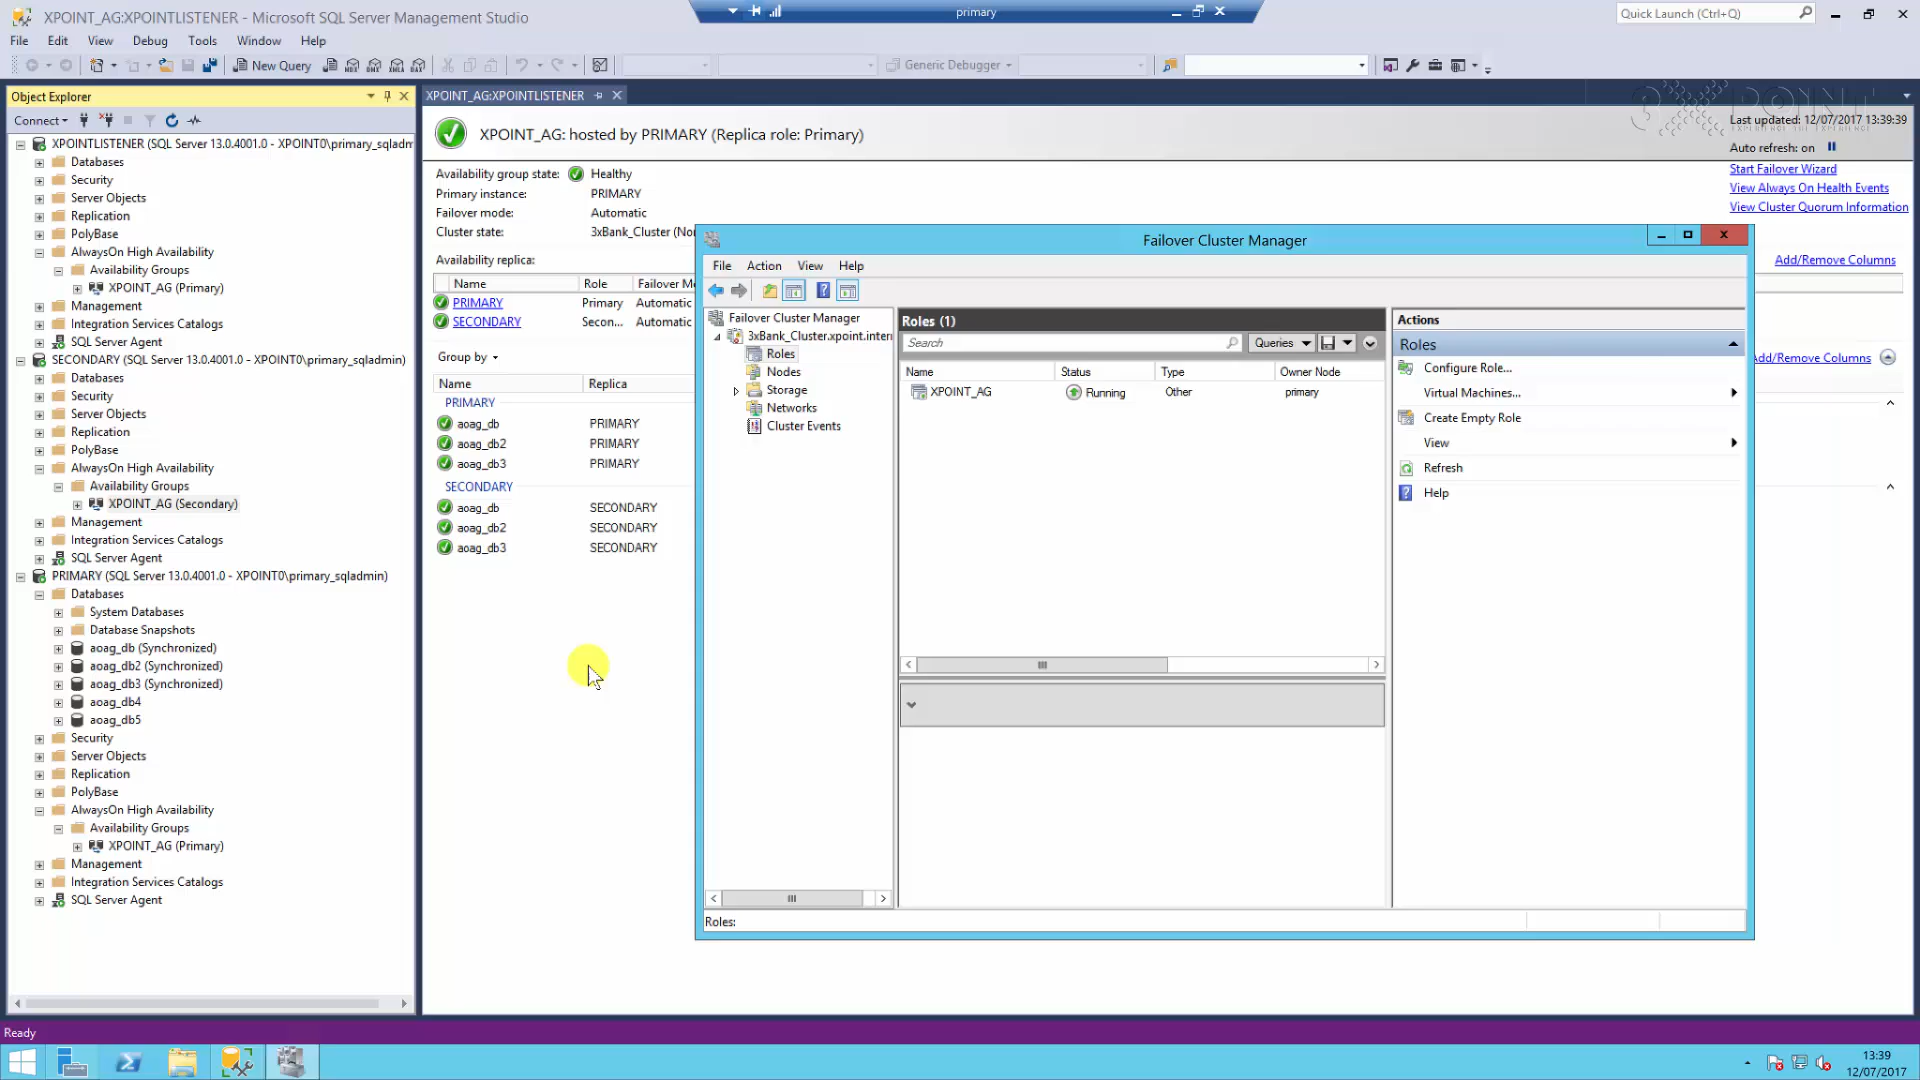 XPOINT_AG:XPOINTLISTENER - Microsoft SQL Server Management Studio
primary
Quick Launch (Ctrl+Q)
File Edit View Debug Tools Window Help
New Query
Generic Debugger
Object Explorer
XPOINT_AG:XPOINTLISTENER
Connect
XPOINTLISTENER (SQL Server 13.0.4001.0 - XPOINT0\primary_sqladm
Databases
Security
Server Objects
Replication
PolyBase
AlwaysOn High Availability
Availability Groups
XPOINT_AG (Primary)
Management
Integration Services Catalogs
SQL Server Agent
SECONDARY (SQL Server 13.0.4001.0 - XPOINT0\primary_sqladmin)
Databases
Security
Server Objects
Replication
PolyBase
AlwaysOn High Availability
Availability Groups
XPOINT_AG (Secondary)
Management
Integration Services Catalogs
SQL Server Agent
PRIMARY (SQL Server 13.0.4001.0 - XPOINT0\primary_sqladmin)
Databases
System Databases
Database Snapshots
aoag_db (Synchronized)
aoag_db2 (Synchronized)
aoag_db3 (Synchronized)
aoag_db4
aoag_db5
Security
Server Objects
Replication
PolyBase
AlwaysOn High Availability
Availability Groups
XPOINT_AG (Primary)
Management
Integration Services Catalogs
SQL Server Agent
XPOINT_AG: hosted by PRIMARY (Replica role: Primary)
Last updated: 12/07/2017 13:39:39
Auto refresh: on
Start Failover Wizard
View Always On Health Events
View Cluster Quorum Information
Availability group state: Healthy
Primary instance: PRIMARY
Failover mode: Automatic
Cluster state: 3xBank_Cluster (No
Availability replica:
Add/Remove Columns
Name Role Failover M
PRIMARY Primary Automatic
SECONDARY Secon... Automatic
Group by
Add/Remove Columns
Name Replica
PRIMARY
aoag_db PRIMARY
aoag_db2 PRIMARY
aoag_db3 PRIMARY
SECONDARY
aoag_db SECONDARY
aoag_db2 SECONDARY
aoag_db3 SECONDARY
Failover Cluster Manager
File Action View Help
Failover Cluster Manager
3xBank_Cluster.xpoint.intern
Roles
Nodes
Storage
Networks
Cluster Events
Roles (1)
Search Queries
Name Status Type Owner Node
XPOINT_AG Running Other primary
Actions
Roles
Configure Role...
Virtual Machines...
Create Empty Role
View
Refresh
Help
Roles:
Ready
13:39
12/07/2017